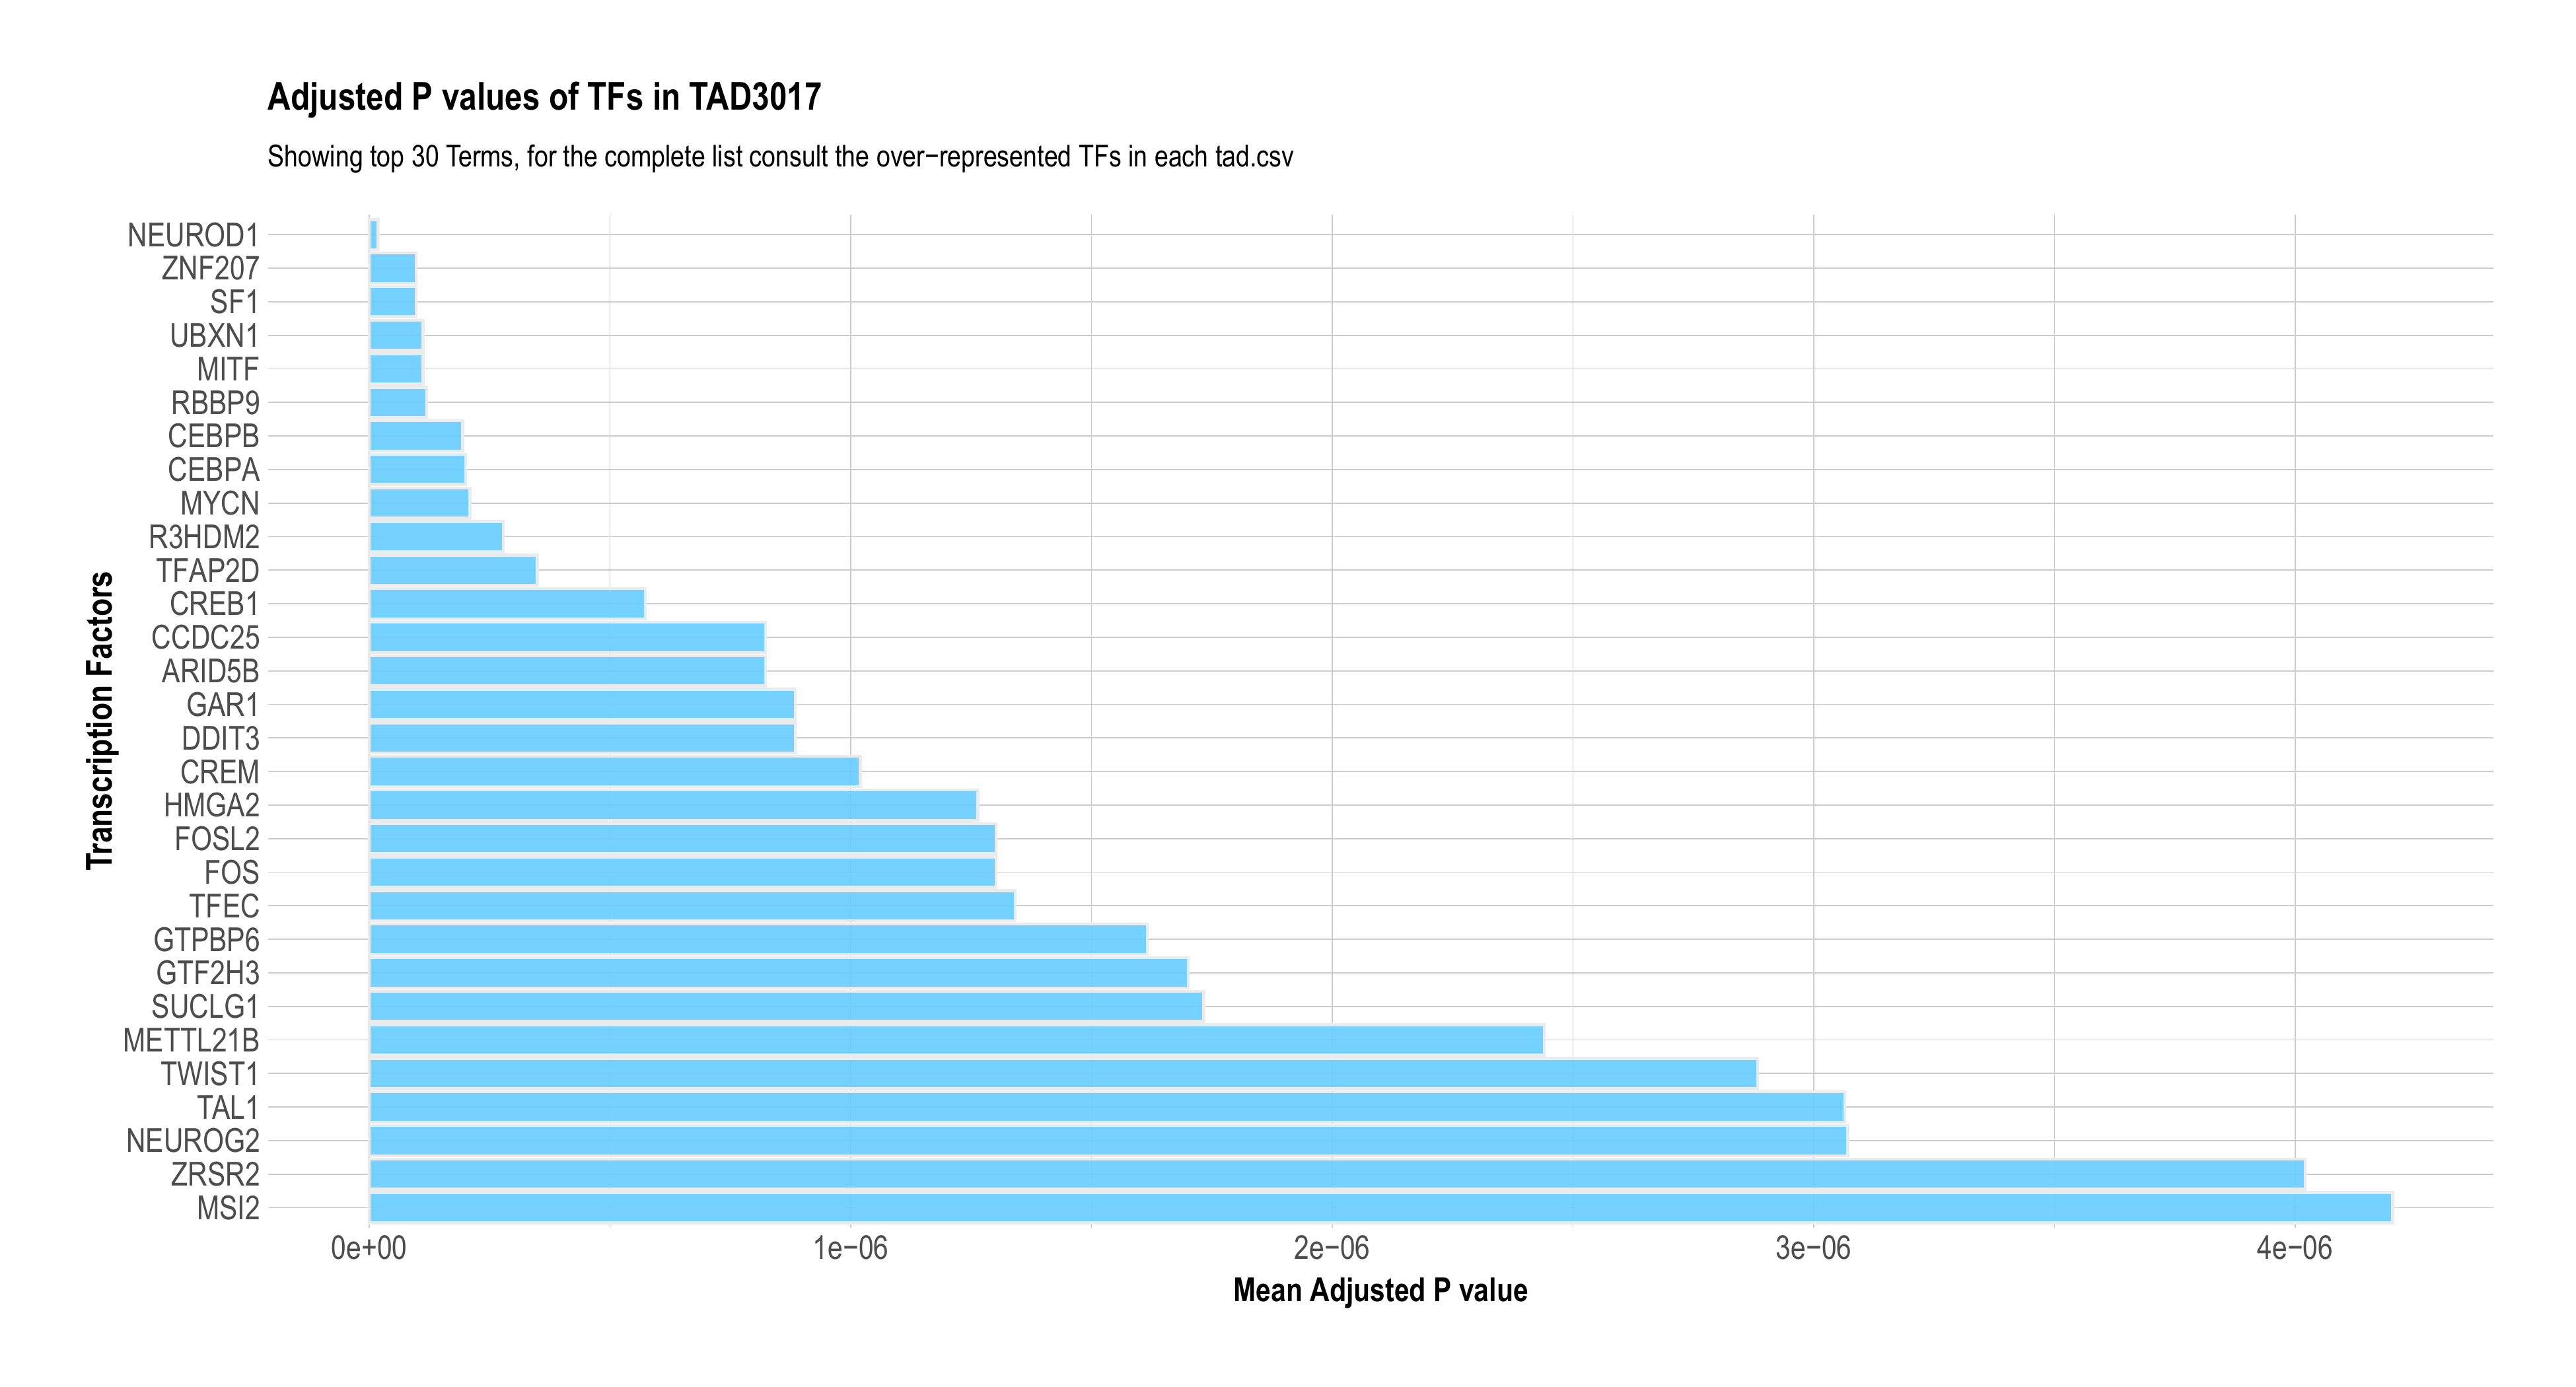 Adjusted P values of TFs in TAD3017
Showing top 30 Terms, for the complete list consult the over−represented TFs in each tad.csv
Transcription Factors
NEUROD1
ZNF207
SF1
UBXN1
MITF
RBBP9
CEBPB
CEBPA
MYCN
R3HDM2
TFAP2D
CREB1
CCDC25
ARID5B
GAR1
DDIT3
CREM
HMGA2
FOSL2
FOS
TFEC
GTPBP6
GTF2H3
SUCLG1
METTL21B
TWIST1
TAL1
NEUROG2
ZRSR2
MSI2
0e+00 1e−06 2e−06 3e−06 4e−06
Mean Adjusted P value